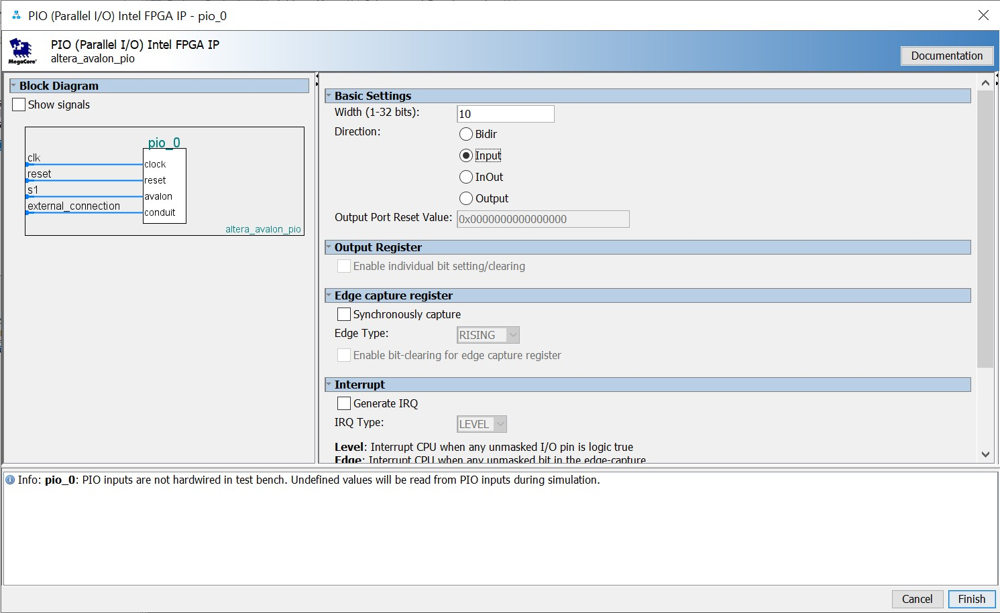 PIO (Parallel I/O) Intel FPGA IP - pio_0
PIO (Parallel I/O) Intel FPGA IP
altera_avalon_pio
MegaCore®
Documentation
Block Diagram
Show signals
pio_0
clk
clock
reset
reset
s1
avalon
external_connection
conduit
altera_avalon_pio
Basic Settings
Width (1-32 bits): 10
Direction:
Bidir
Input
InOut
Output
Output Port Reset Value: 0x0000000000000000
Output Register
Enable individual bit setting/clearing
Edge capture register
Synchronously capture
Edge Type: RISING
Enable bit-clearing for edge capture register
Interrupt
Generate IRQ
IRQ Type: LEVEL
Level: Interrupt CPU when any unmasked I/O pin is logic true
Edge: Interrupt CPU when any unmasked bit in the edge-capture
Info: pio_0: PIO inputs are not hardwired in test bench. Undefined values will be read from PIO inputs during simulation.
Cancel
Finish